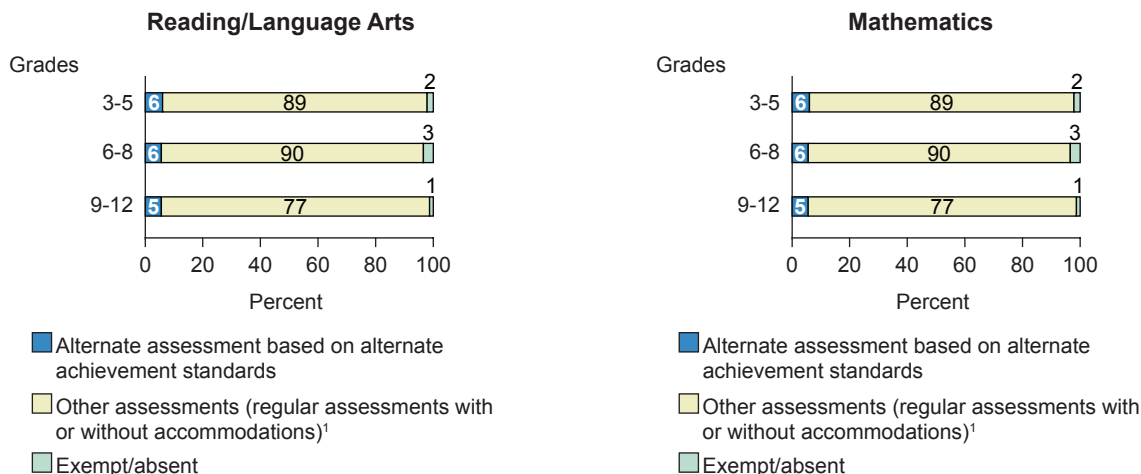 Reading/Language Arts
Grades
2
3-5
6
89
3
6-8
6
90
1
9-12
5
77
0
20
40
60
80
100
Percent
Alternate assessment based on alternate
achievement standards
Other assessments (regular assessments with
or without accommodations)¹
Exempt/absent
Mathematics
Grades
2
3-5
6
89
3
6-8
6
90
1
9-12
5
77
0
20
40
60
80
100
Percent
Alternate assessment based on alternate
achievement standards
Other assessments (regular assessments with
or without accommodations)¹
Exempt/absent